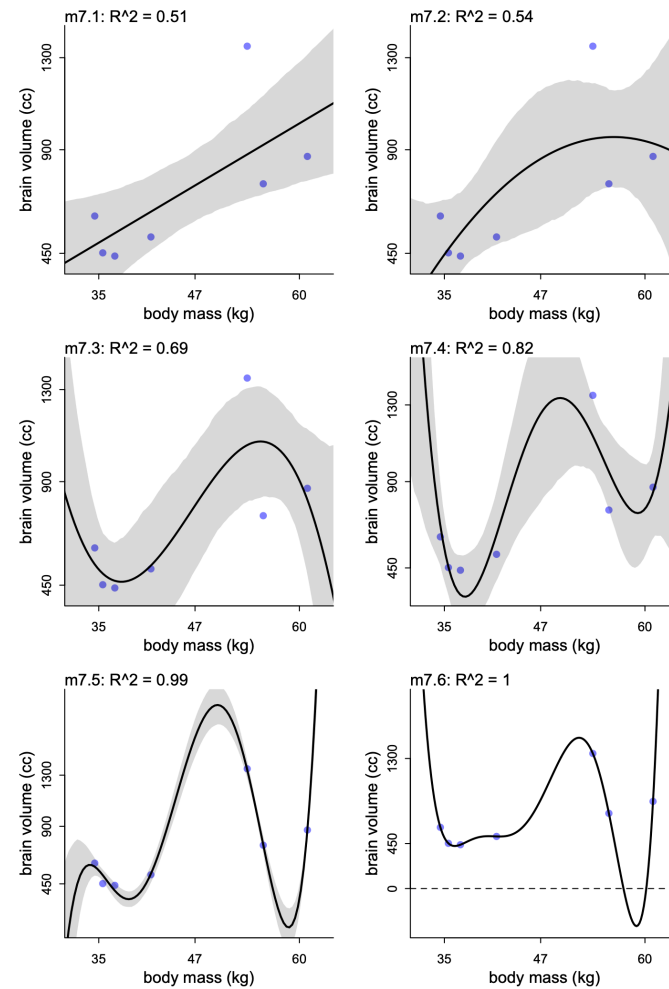 m7.1: R^2 = 0.51
brain volume (cc)
1300
900
450
35 47 60
body mass (kg)
m7.2: R^2 = 0.54
brain volume (cc)
1300
900
450
35 47 60
body mass (kg)
m7.3: R^2 = 0.69
brain volume (cc)
1300
900
450
35 47 60
body mass (kg)
m7.4: R^2 = 0.82
brain volume (cc)
1300
900
450
35 47 60
body mass (kg)
m7.5: R^2 = 0.99
brain volume (cc)
1300
900
450
35 47 60
body mass (kg)
m7.6: R^2 = 1
brain volume (cc)
1300
450
0
35 47 60
body mass (kg)